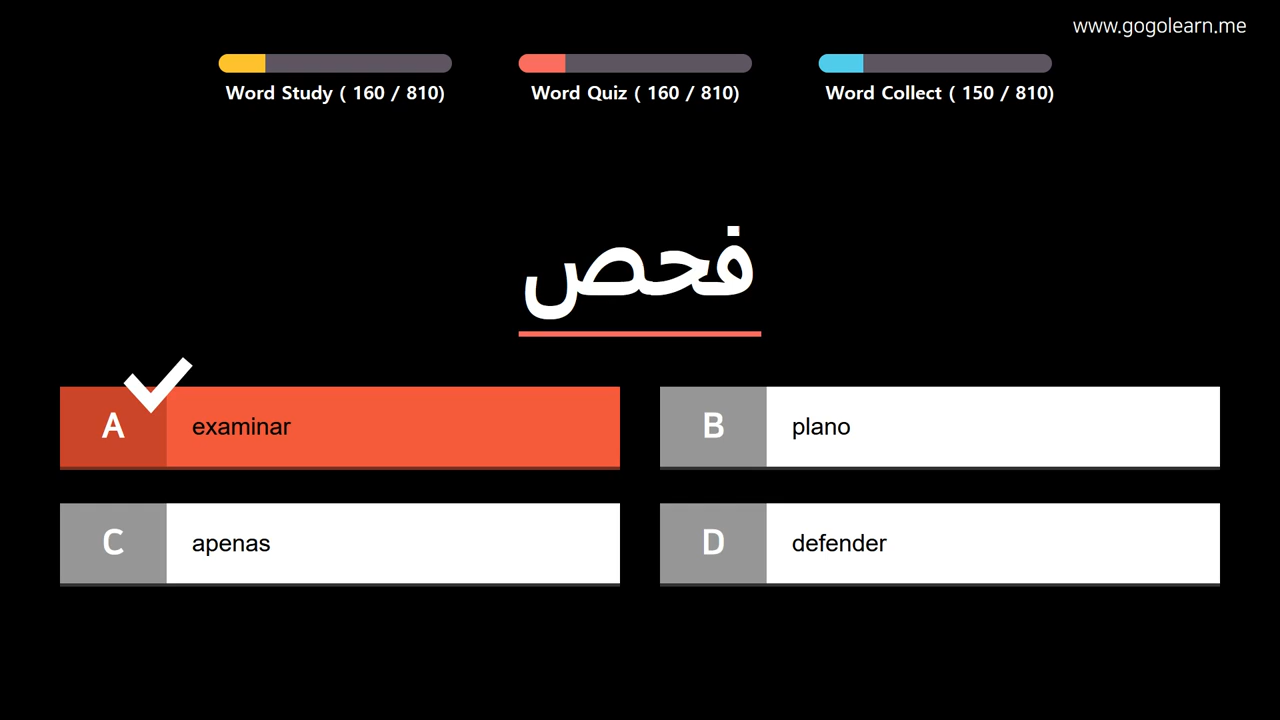 www.gogolearn.me
Word Study ( 160 / 810)
Word Quiz ( 160 / 810)
Word Collect ( 150 / 810)
فحص
A examinar
B plano
C apenas
D defender